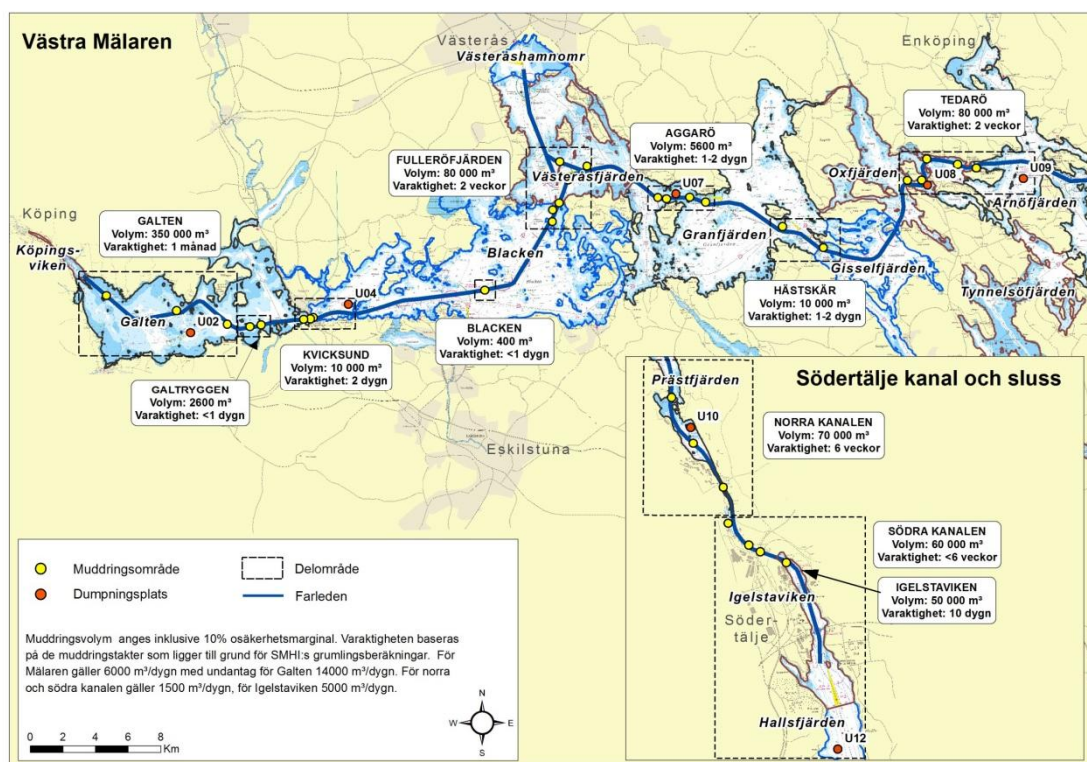 Västra Mälaren
Västerås
Västeråshamnomr
Enköping
TEDARÖ
Volym: 80 000 m³
Varaktighet: 2 veckor
AGGARÖ
Volym: 5600 m³
Varaktighet: 1-2 dygn
FULLERÖFJÄRDEN
Volym: 80 000 m³
Varaktighet: 2 veckor
Västeråsfjärden
Oxfjärden
U07
U08
U09
Arnöfjärden
Köping
Köpings-
viken
GALTEN
Volym: 350 000 m³
Varaktighet: 1 månad
Granfjärden
Blacken
Gisselfjärden
Tynnelsöfjärden
HÄSTSKÄR
Volym: 10 000 m³
Varaktighet: 1-2 dygn
Galten
U02
U04
BLACKEN
Volym: 400 m³
Varaktighet: <1 dygn
KVICKSUND
Volym: 10 000 m³
Varaktighet: 2 dygn
GALTRYGGEN
Volym: 2600 m³
Varaktighet: <1 dygn
Eskilstuna
Södertälje kanal och sluss
Prästfjärden
U10
NORRA KANALEN
Volym: 70 000 m³
Varaktighet: 6 veckor
SÖDRA KANALEN
Volym: 60 000 m³
Varaktighet: <6 veckor
IGELSTAVIKEN
Volym: 50 000 m³
Varaktighet: 10 dygn
Igelstaviken
Söder-
tälje
Hallsfjärden
U12
Muddringsområde
Delområde
Dumpningsplats
Farleden
Muddringsvolym anges inklusive 10% osäkerhetsmarginal. Varaktigheten baseras
på de muddringstakter som ligger till grund för SMHI:s grumlingsberäkningar. För
Mälaren gäller 6000 m³/dygn med undantag för Galten 14000 m³/dygn. För norra
och södra kanalen gäller 1500 m³/dygn, för Igelstaviken 5000 m³/dygn.
N
W E
S
0 2 4 6 8
Km